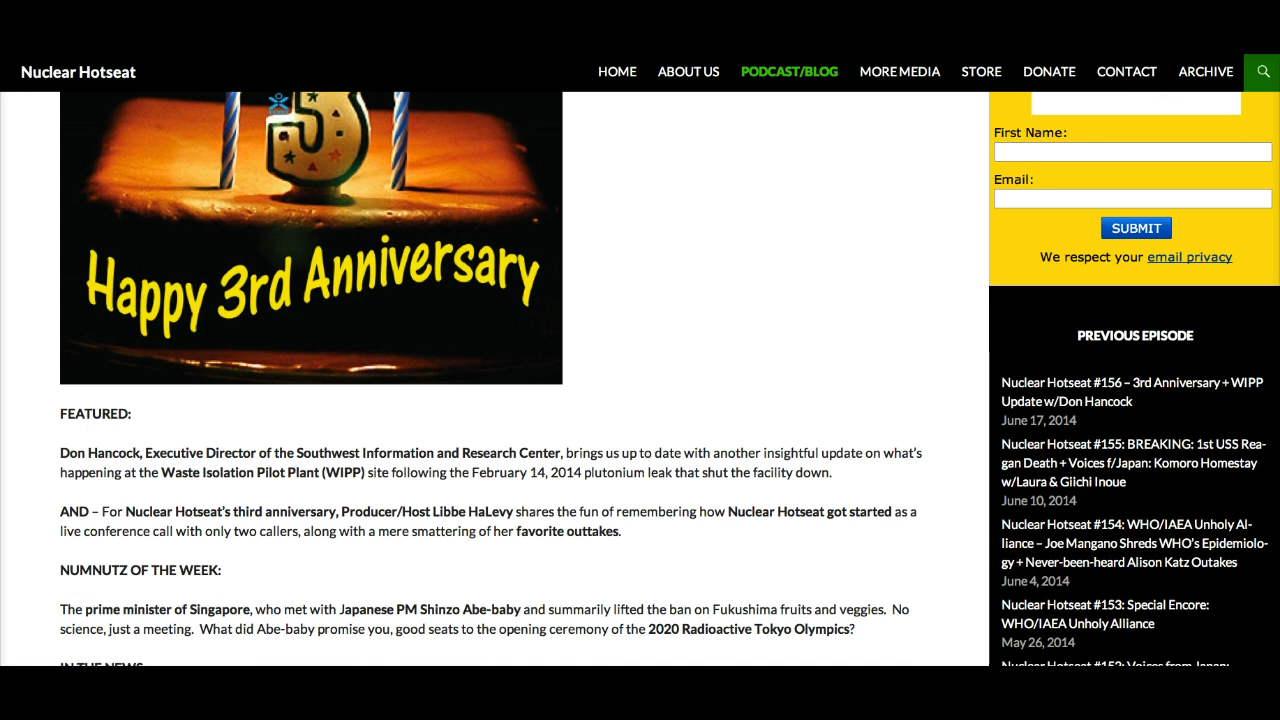 Nuclear Hotseat
HOME ABOUT US PODCAST/BLOG MORE MEDIA STORE DONATE CONTACT ARCHIVE
3
Happy 3rd Anniversary
FEATURED:
Don Hancock, Executive Director of the Southwest Information and Research Center, brings us up to date with another insightful update on what's
happening at the Waste Isolation Pilot Plant (WIPP) site following the February 14, 2014 plutonium leak that shut the facility down.
AND – For Nuclear Hotseat's third anniversary, Producer/Host Libbe HaLevy shares the fun of remembering how Nuclear Hotseat got started as a
live conference call with only two callers, along with a mere smattering of her favorite outtakes.
NUMNUTZ OF THE WEEK:
The prime minister of Singapore, who met with Japanese PM Shinzo Abe-baby and summarily lifted the ban on Fukushima fruits and veggies. No
science, just a meeting. What did Abe-baby promise you, good seats to the opening ceremony of the 2020 Radioactive Tokyo Olympics?
IN THE NEWS
First Name:
Email:
SUBMIT
We respect your email privacy
PREVIOUS EPISODE
Nuclear Hotseat #156 – 3rd Anniversary + WIPP
Update w/Don Hancock
June 17, 2014
Nuclear Hotseat #155: BREAKING: 1st USS Rea-
gan Death + Voices f/Japan: Komoro Homestay
w/Laura & Giichi Inoue
June 10, 2014
Nuclear Hotseat #154: WHO/IAEA Unholy Al-
liance – Joe Mangano Shreds WHO's Epidemiolo-
gy + Never-been-heard Alison Katz Outakes
June 4, 2014
Nuclear Hotseat #153: Special Encore:
WHO/IAEA Unholy Alliance
May 26, 2014
Nuclear Hotseat #152: Voices from Japan: